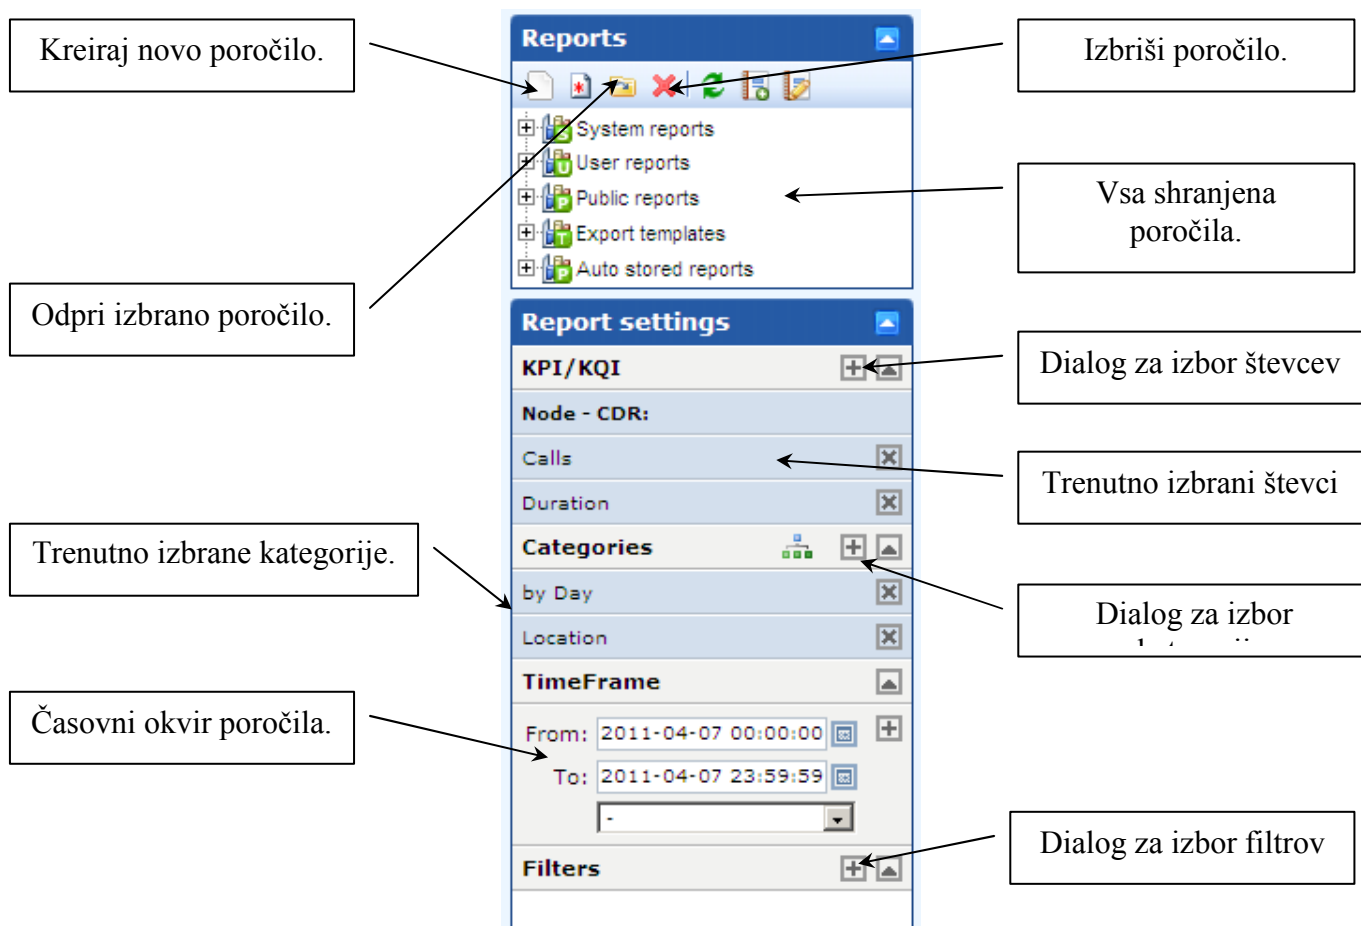 Kreiraj novo poročilo.
Odpri izbrano poročilo.
Trenutno izbrane kategorije.
Časovni okvir poročila.
Reports
System reports
User reports
Public reports
Export templates
Auto stored reports
Report settings
KPI/KQI
Node - CDR:
Calls
Duration
Categories
by Day
Location
TimeFrame
From: 2011-04-07 00:00:00
To: 2011-04-07 23:59:59
-
Filters
Izbriši poročilo.
Vsa shranjena
poročila.
Dialog za izbor števcev
Trenutno izbrani števci
Dialog za izbor
Dialog za izbor filtrov